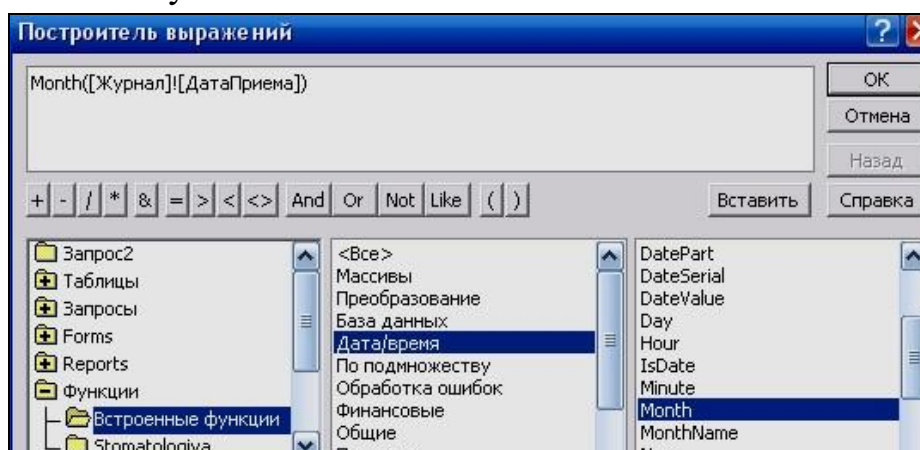 Построитель выражений
?
Month([Журнал]![ДатаПриема])
ОК
Отмена
Назад
+ - / * & = > < <> And Or Not Like ( ) Вставить Справка
Запрос2
Таблицы
Запросы
Forms
Reports
Функции
Встроенные функции
Stomatologiya
<Все>
Массивы
Преобразование
База данных
Дата/время
По подмножеству
Обработка ошибок
Финансовые
Общие
DatePart
DateSerial
DateValue
Day
Hour
IsDate
Minute
Month
MonthName